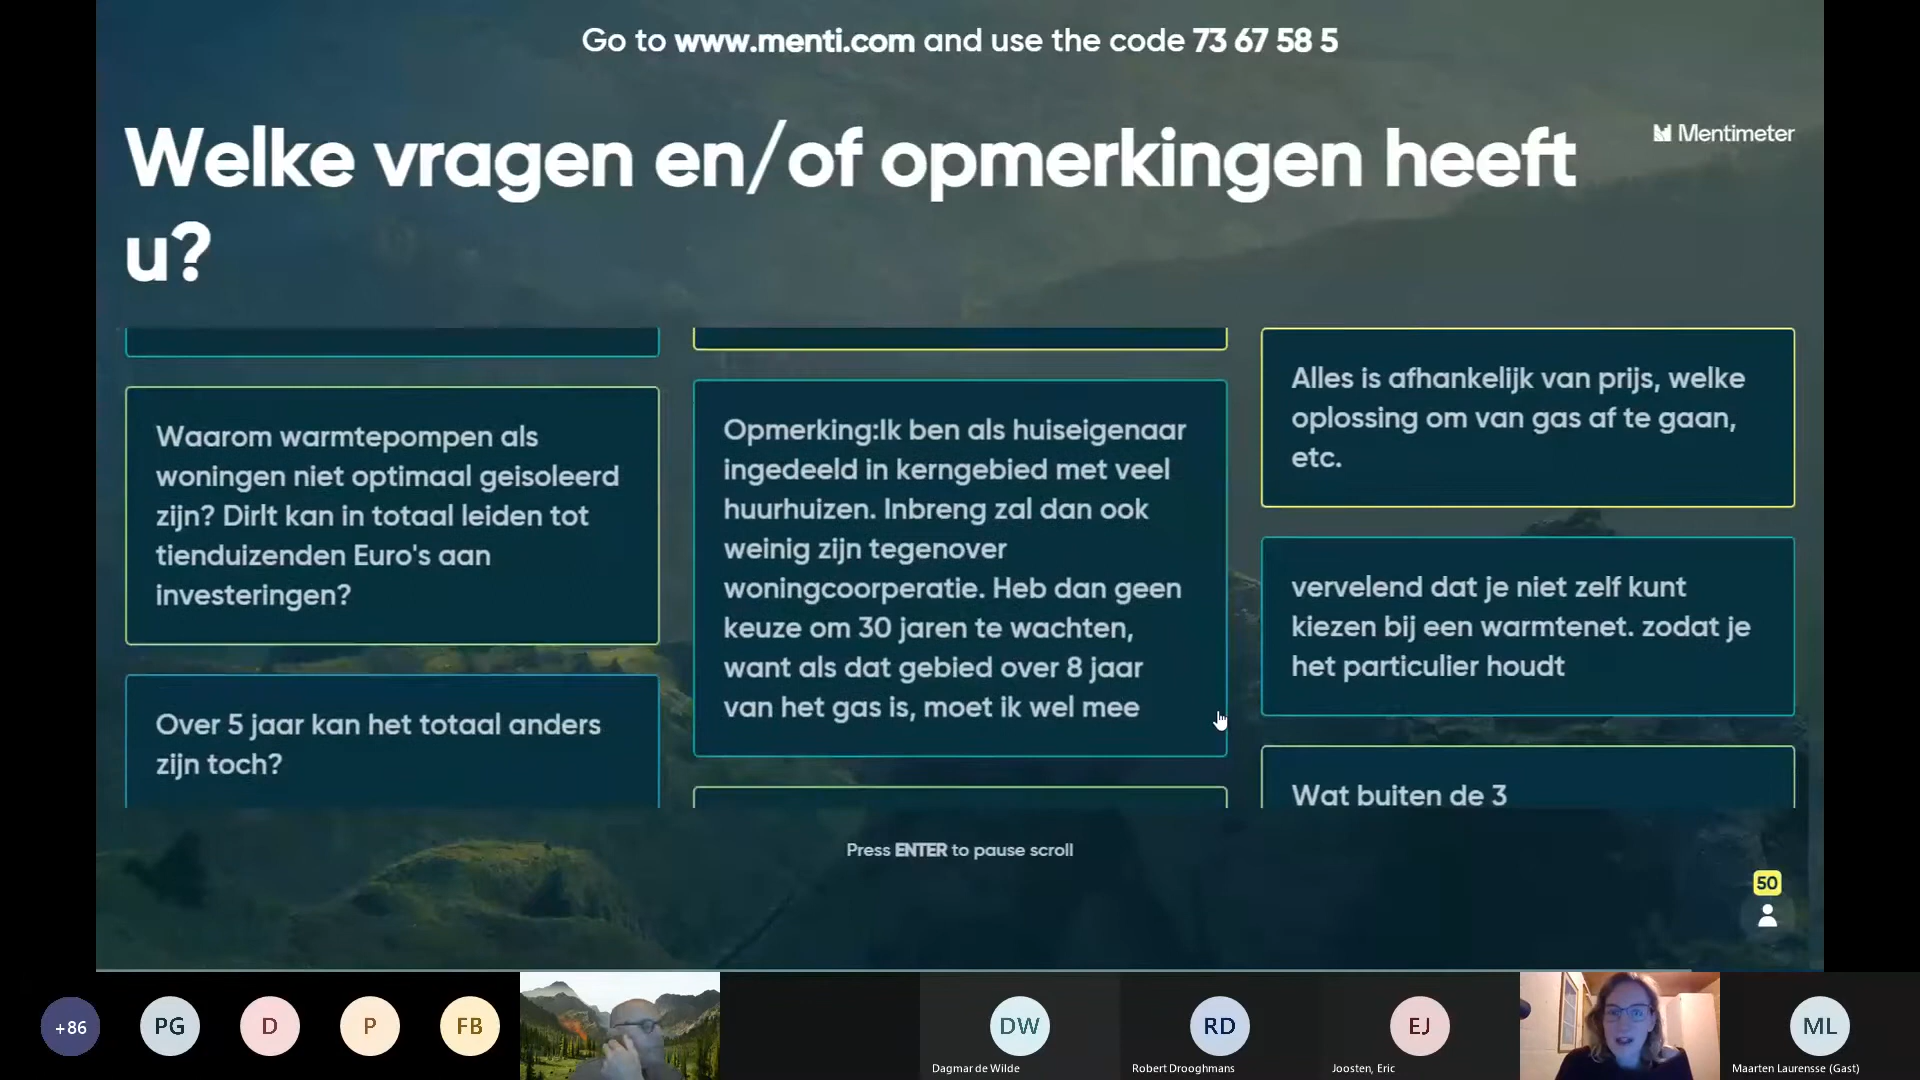 Go to www.menti.com and use the code 73 67 58 5
Welke vragen en/of opmerkingen heeft
u?
Mentimeter
Waarom warmtepompen als
woningen niet optimaal geisoleerd
zijn? Dirlt kan in totaal leiden tot
tienduizenden Euro's aan
investeringen?
Over 5 jaar kan het totaal anders
zijn toch?
Opmerking:Ik ben als huiseigenaar
ingedeeld in kerngebied met veel
huurhuizen. Inbreng zal dan ook
weinig zijn tegenover
woningcoorperatie. Heb dan geen
keuze om 30 jaren te wachten,
want als dat gebied over 8 jaar
van het gas is, moet ik wel mee
Alles is afhankelijk van prijs, welke
oplossing om van gas af te gaan,
etc.
vervelend dat je niet zelf kunt
kiezen bij een warmtenet. zodat je
het particulier houdt
Wat buiten de 3
Press ENTER to pause scroll
50
+86
PG
D
P
FB
DW
Dagmar de Wilde
RD
Robert Drooghmans
EJ
Joosten, Eric
ML
Maarten Laurensse (Gast)